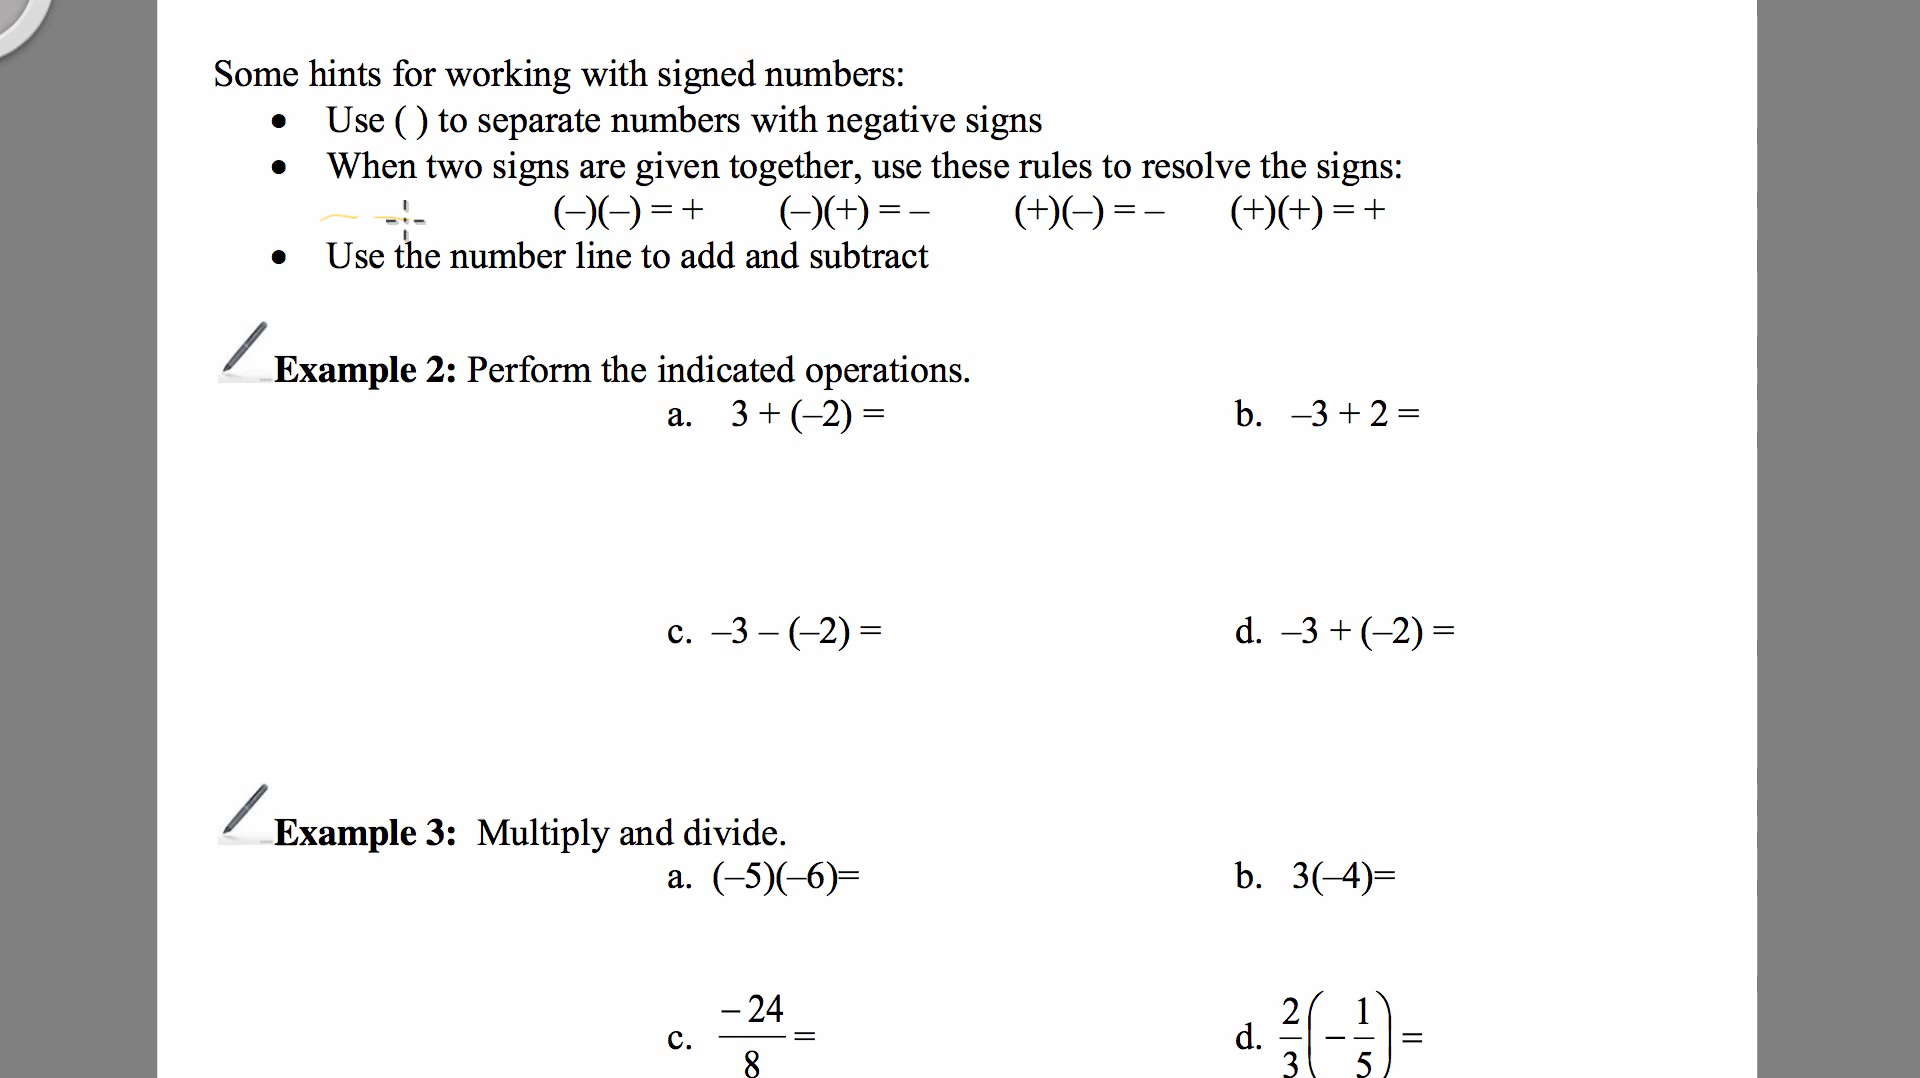 Some hints for working with signed numbers:
• Use ( ) to separate numbers with negative signs
• When two signs are given together, use these rules to resolve the signs:
(–)(–) = + (–)(+) = – (+)(–) = – (+)(+) = +
• Use the number line to add and subtract
Example 2: Perform the indicated operations.
a. 3 + (–2) = b. –3 + 2 =
c. –3 – (–2) = d. –3 + (–2) =
Example 3: Multiply and divide.
a. (–5)(–6)= b. 3(–4)=
c. –24/8 = d. 2/3(–1/5) =